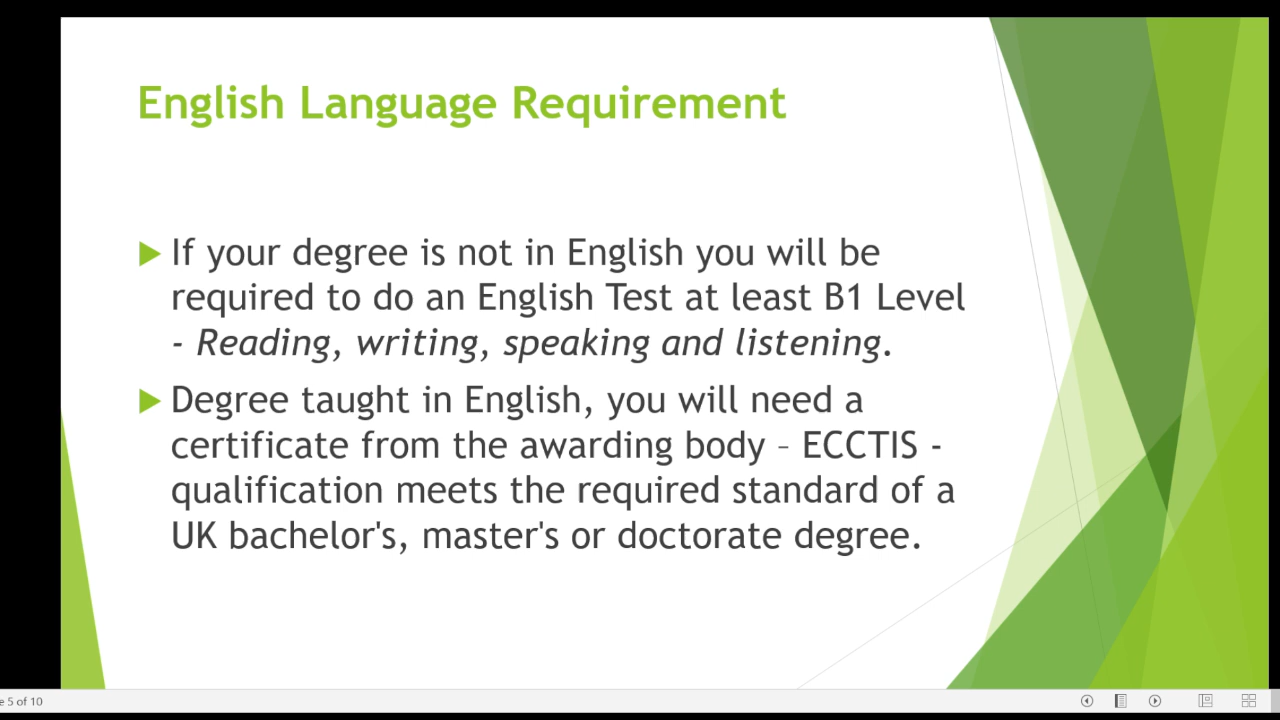 English Language Requirement
If your degree is not in English you will be
required to do an English Test at least B1 Level
- Reading, writing, speaking and listening.
Degree taught in English, you will need a
certificate from the awarding body – ECCTIS -
qualification meets the required standard of a
UK bachelor's, master's or doctorate degree.
5 of 10